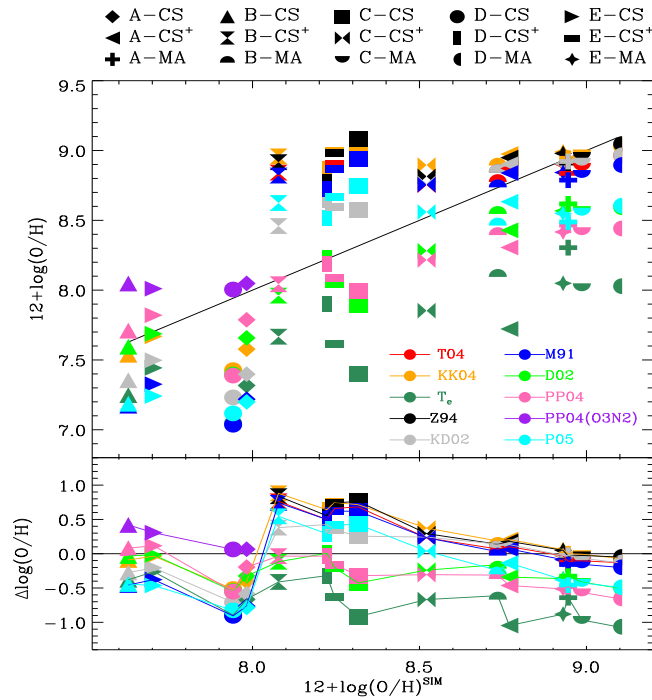 A-CS B-CS C-CS D-CS E-CS
A-CS+ B-CS+ C-CS+ D-CS+ E-CS+
A-MA B-MA C-MA D-MA E-MA
9.5
9.0
8.5
8.0
7.5
7.0
12+log(O/H)
T04 M91
KK04 D02
Te PP04
Z94 PP04(O3N2)
KD02 P05
1.0
0.5
0.0
-0.5
-1.0
Δlog(O/H)
8.0 8.5 9.0
12+log(O/H)SIM